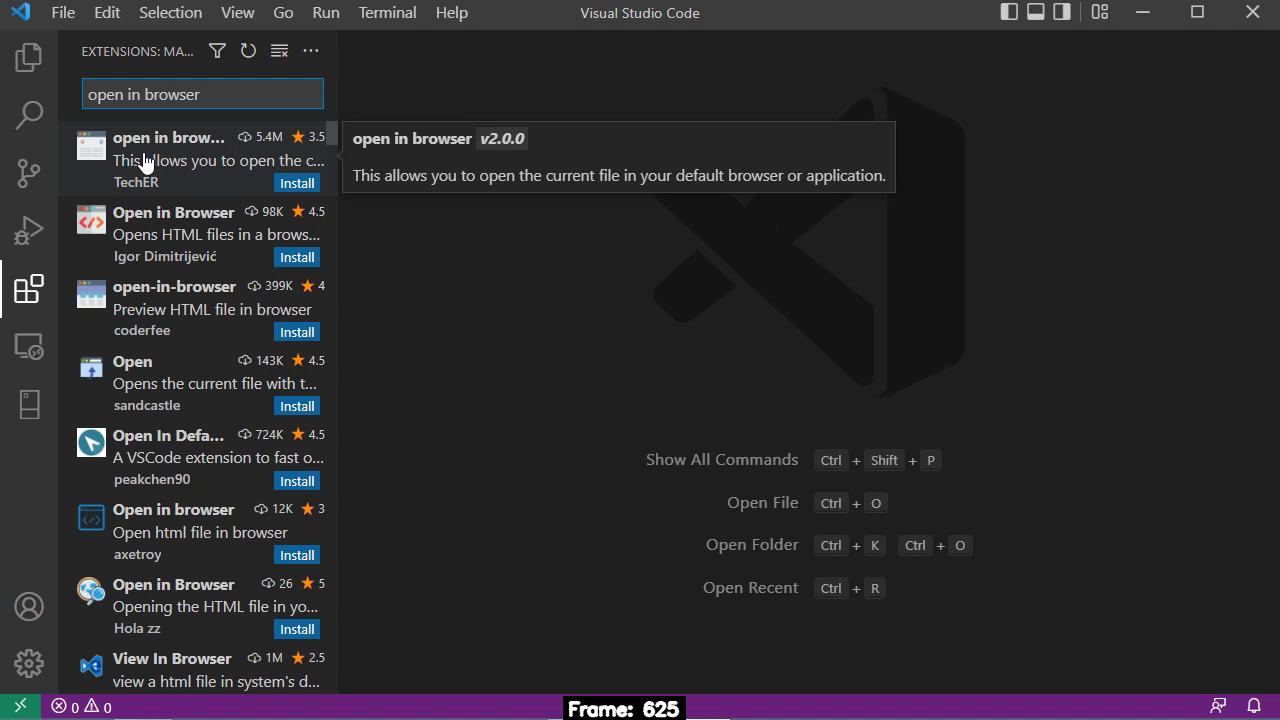 File Edit Selection View Go Run Terminal Help Visual Studio Code
EXTENSIONS: MA...
open in browser
open in brow... 5.4M 3.5
This allows you to open the c...
TechER Install
open in browser v2.0.0
This allows you to open the current file in your default browser or application.
Open in Browser 98K 4.5
Opens HTML files in a brows...
Igor Dimitrijević Install
open-in-browser 399K 4
Preview HTML file in browser
coderfee Install
Open 143K 4.5
Opens the current file with t...
sandcastle Install
Open In Defa... 724K 4.5
A VSCode extension to fast o...
peakchen90 Install
Open in browser 12K 3
Open html file in browser
axetroy Install
Open in Browser 26 5
Opening the HTML file in yo...
Hola zz Install
View In Browser 1M 2.5
view a html file in system's d...
Show All Commands Ctrl + Shift + P
Open File Ctrl + O
Open Folder Ctrl + K Ctrl + O
Open Recent Ctrl + R
0 0
Frame: 625